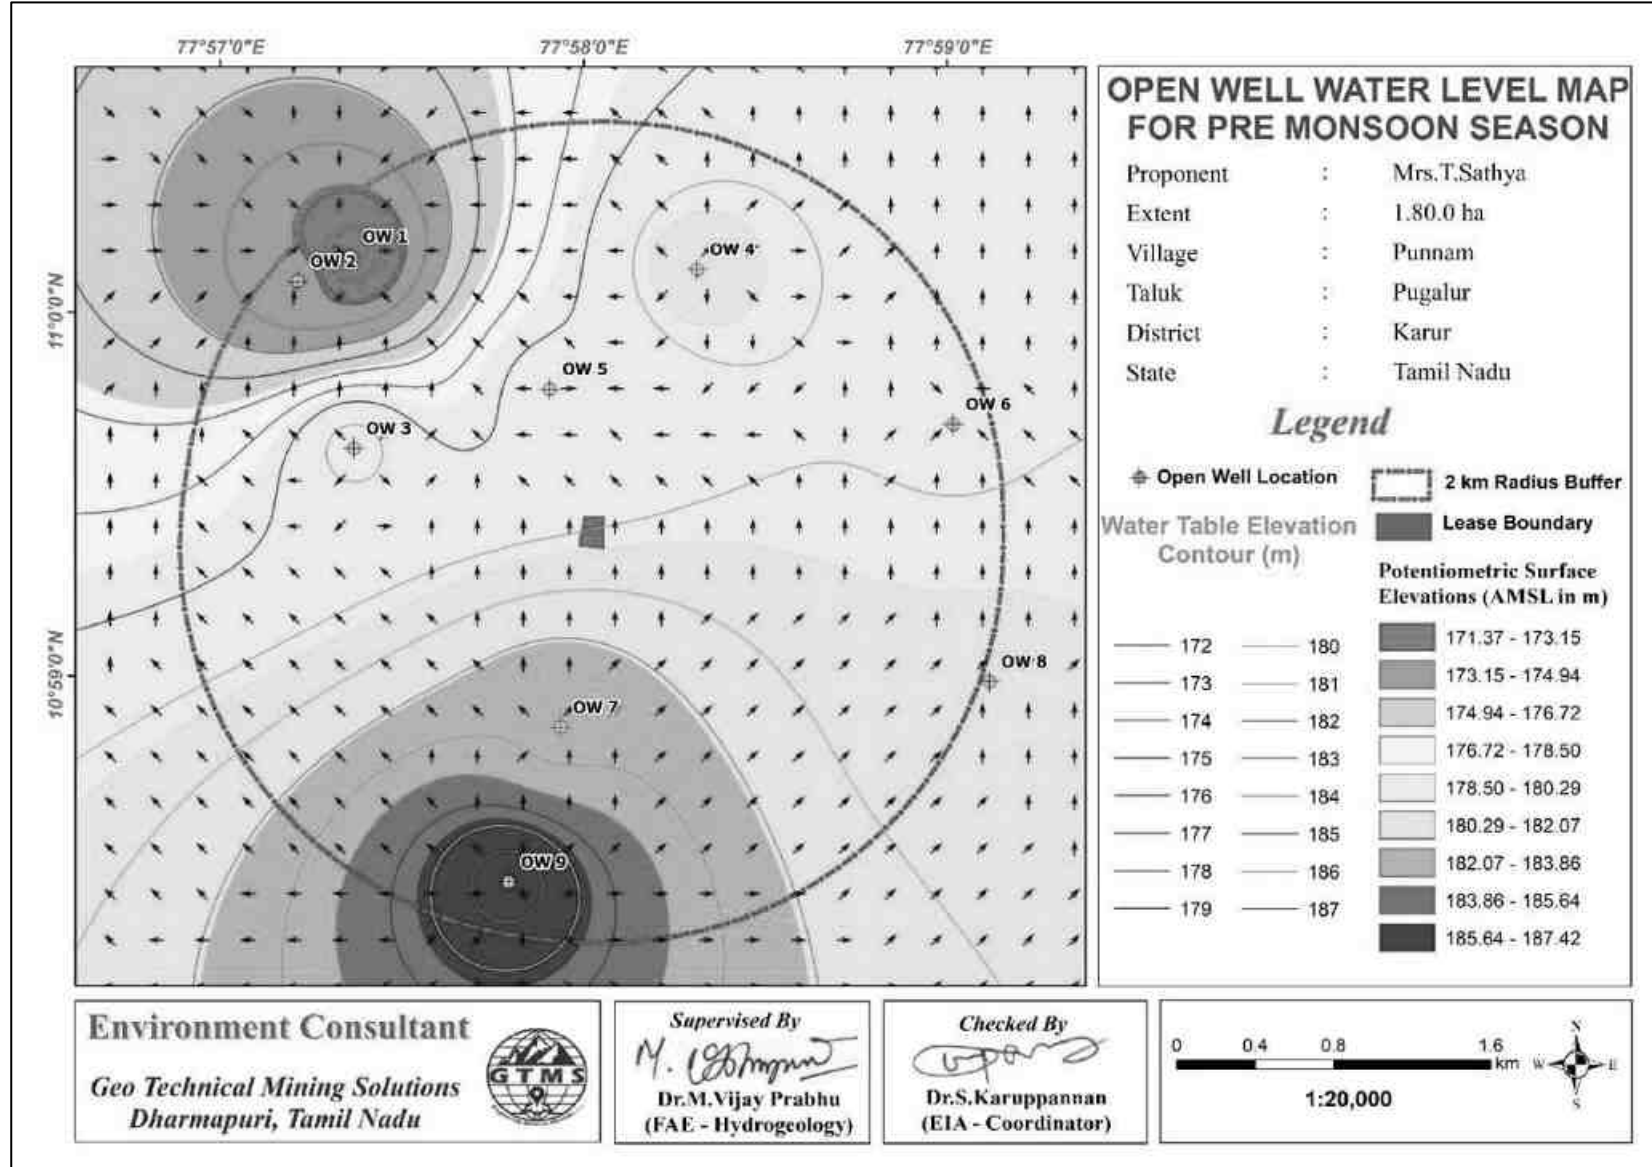 77°57'0"E
77°58'0"E
77°59'0"E
11°0'0"N
10°59'0"N
OW 1
OW 2
OW 4
OW 5
OW 6
OW 3
OW 8
OW 7
OW 9
OPEN WELL WATER LEVEL MAP
FOR PRE MONSOON SEASON
Proponent : Mrs.T.Sathya
Extent : 1.80.0 ha
Village : Punnam
Taluk : Pugalur
District : Karur
State : Tamil Nadu
Legend
Open Well Location
2 km Radius Buffer
Lease Boundary
Water Table Elevation
Contour (m)
172 180
173 181
174 182
175 183
176 184
177 185
178 186
179 187
Potentiometric Surface
Elevations (AMSL in m)
171.37 - 173.15
173.15 - 174.94
174.94 - 176.72
176.72 - 178.50
178.50 - 180.29
180.29 - 182.07
182.07 - 183.86
183.86 - 185.64
185.64 - 187.42
Environment Consultant
Geo Technical Mining Solutions
Dharmapuri, Tamil Nadu
GTMS
Supervised By
Dr.M.Vijay Prabhu
(FAE - Hydrogeology)
Checked By
Dr.S.Karuppannan
(EIA - Coordinator)
0 0.4 0.8 1.6
km
1:20,000
N
W E
S